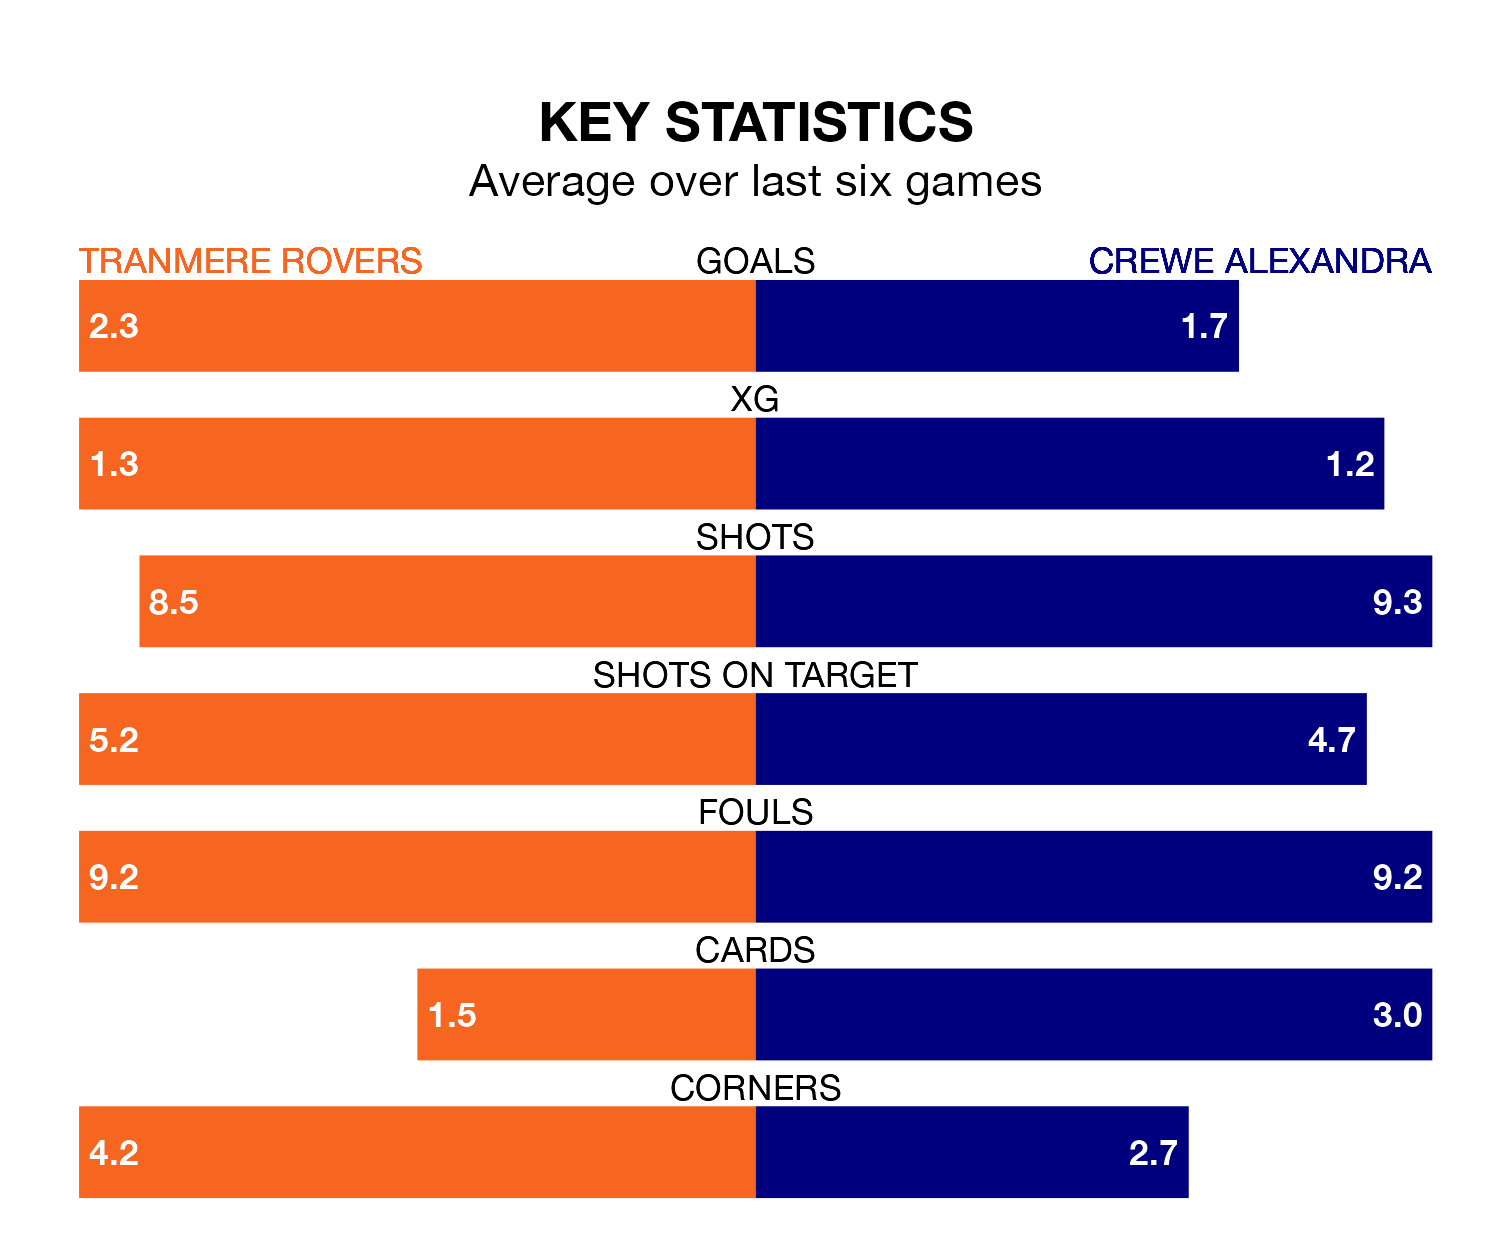 KEY STATISTICS
Average over last six games
TRANMERE ROVERS GOALS CREWE ALEXANDRA
2.3 1.7
XG
1.3 1.2
SHOTS
8.5 9.3
SHOTS ON TARGET
5.2 4.7
FOULS
9.2 9.2
CARDS
1.5 3.0
CORNERS
4.2 2.7